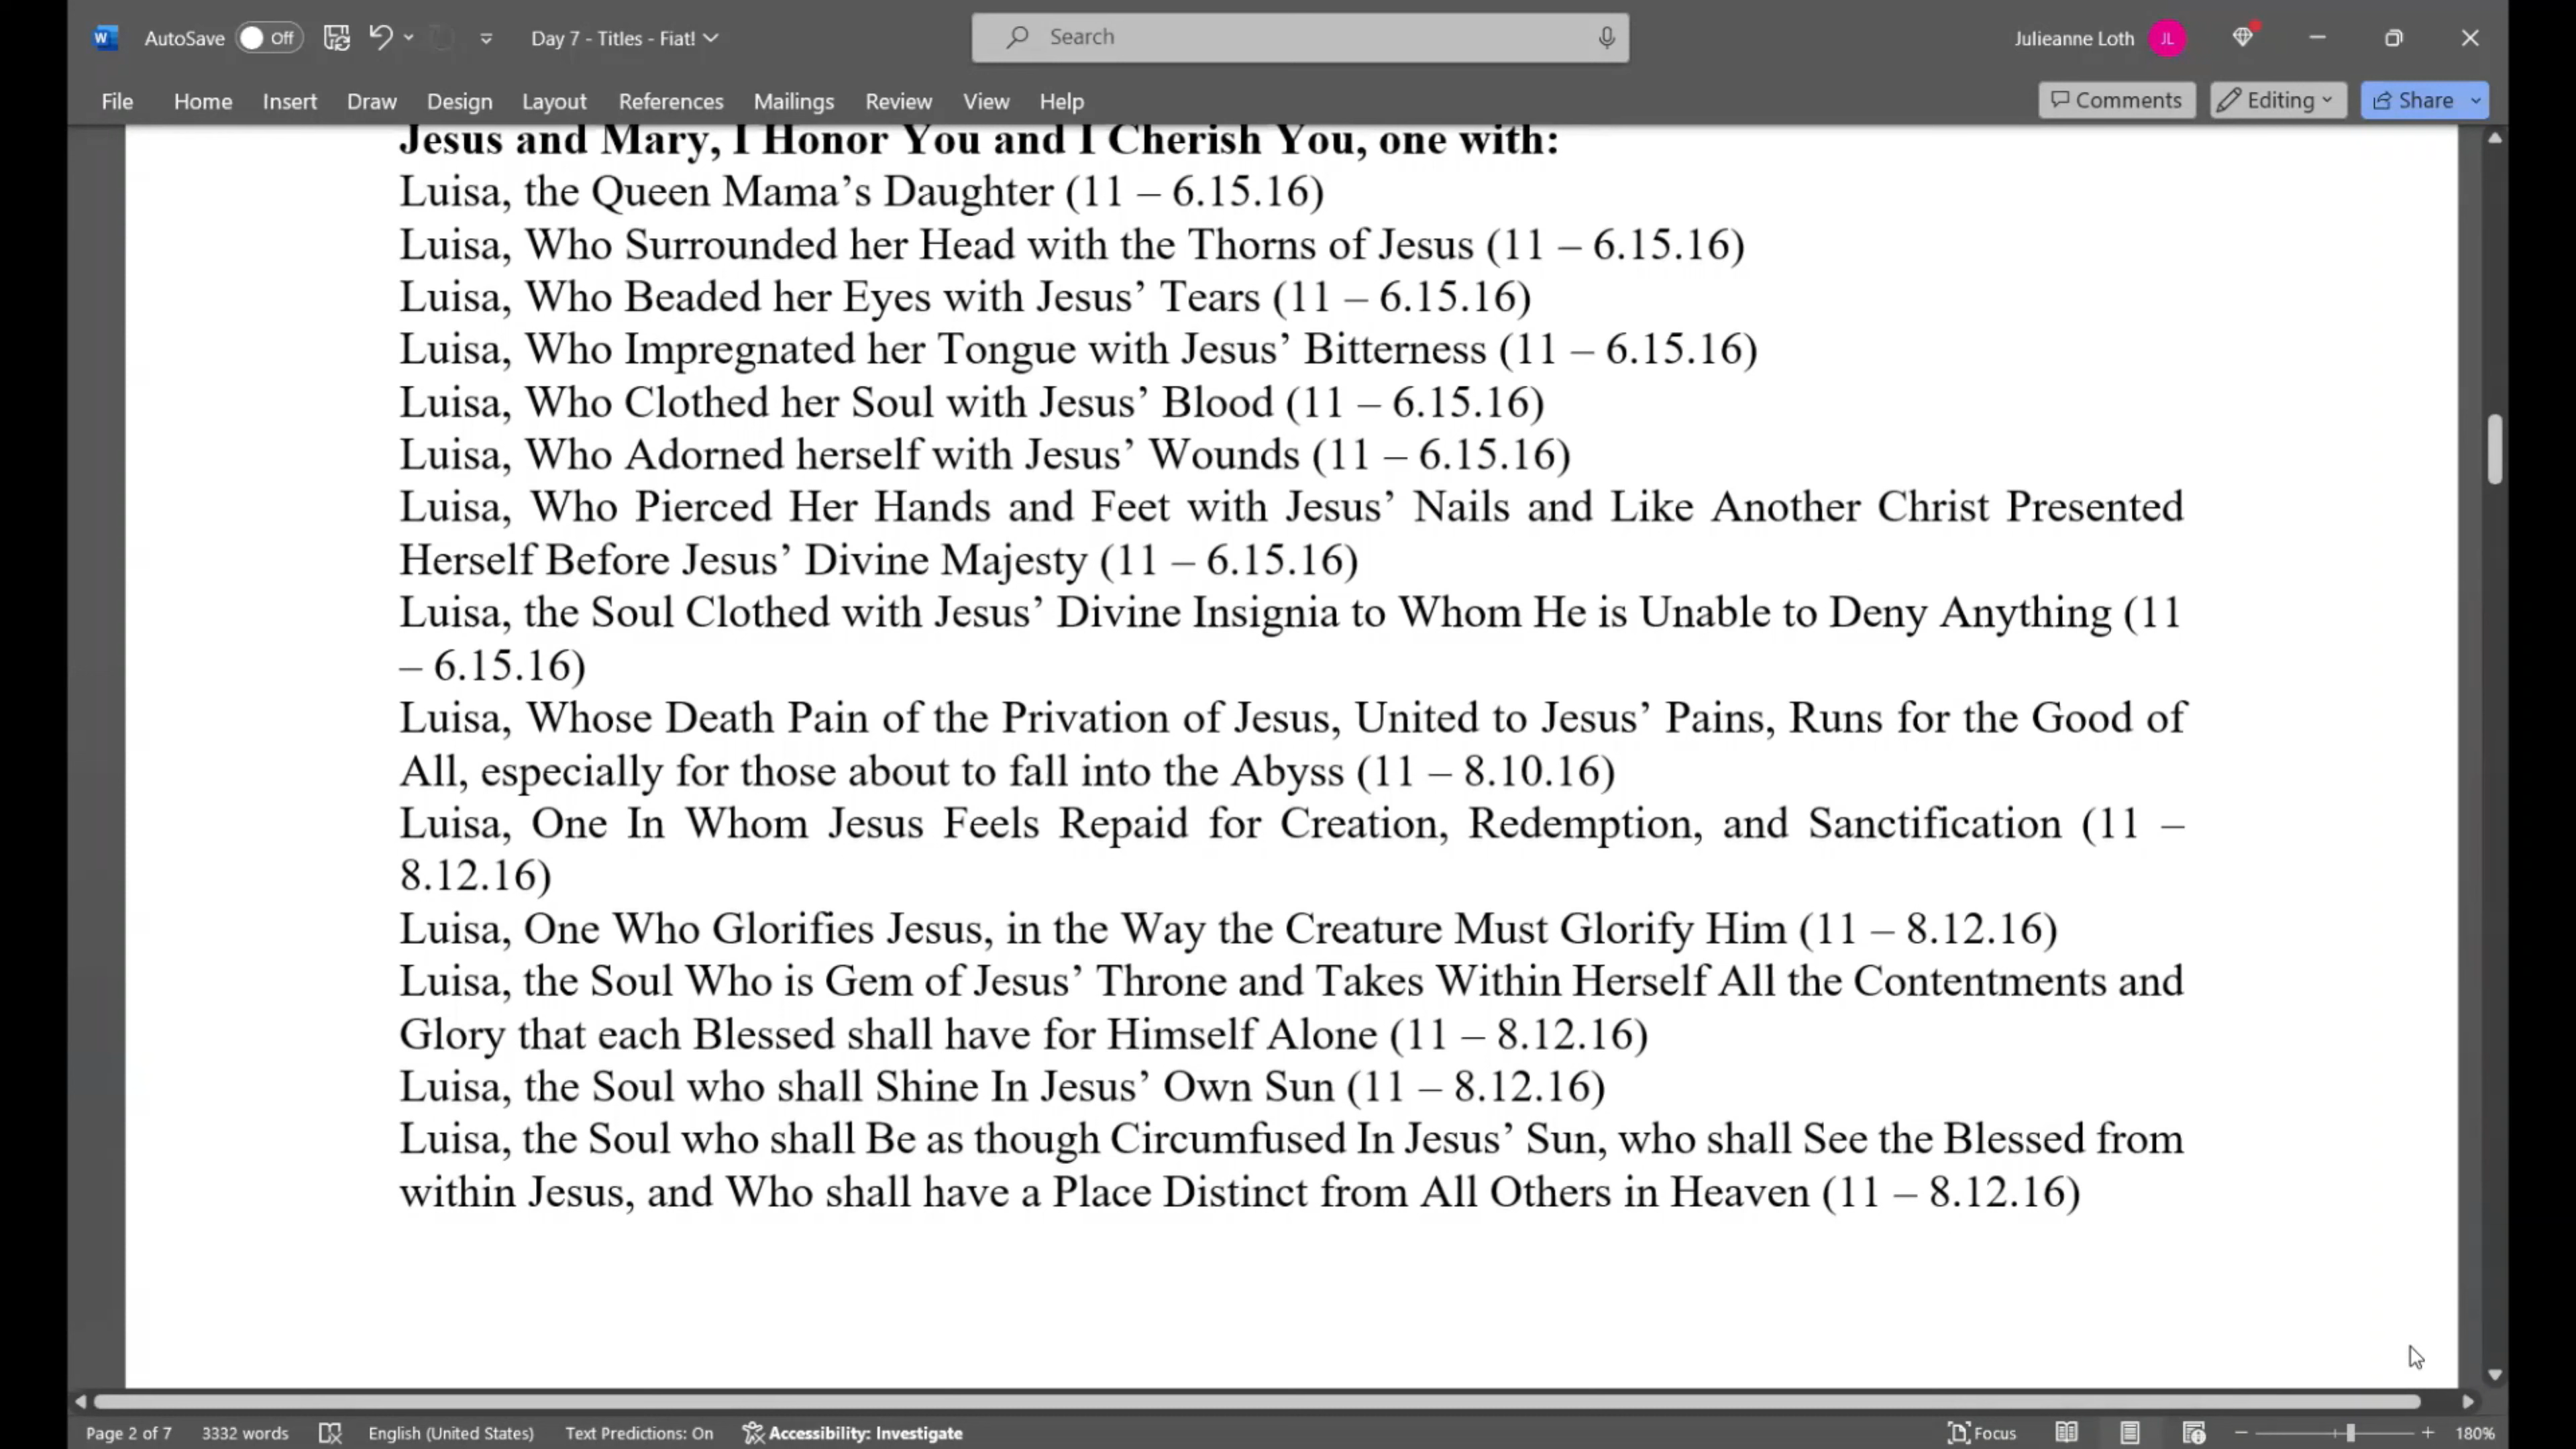 AutoSave Off Day 7 - Titles - Fiat! Search Julieanne Loth JL
File Home Insert Draw Design Layout References Mailings Review View Help Comments Editing Share
Jesus and Mary, I Honor You and I Cherish You, one with:
Luisa, the Queen Mama’s Daughter (11 – 6.15.16)
Luisa, Who Surrounded her Head with the Thorns of Jesus (11 – 6.15.16)
Luisa, Who Beaded her Eyes with Jesus’ Tears (11 – 6.15.16)
Luisa, Who Impregnated her Tongue with Jesus’ Bitterness (11 – 6.15.16)
Luisa, Who Clothed her Soul with Jesus’ Blood (11 – 6.15.16)
Luisa, Who Adorned herself with Jesus’ Wounds (11 – 6.15.16)
Luisa, Who Pierced Her Hands and Feet with Jesus’ Nails and Like Another Christ Presented
Herself Before Jesus’ Divine Majesty (11 – 6.15.16)
Luisa, the Soul Clothed with Jesus’ Divine Insignia to Whom He is Unable to Deny Anything (11
– 6.15.16)
Luisa, Whose Death Pain of the Privation of Jesus, United to Jesus’ Pains, Runs for the Good of
All, especially for those about to fall into the Abyss (11 – 8.10.16)
Luisa, One In Whom Jesus Feels Repaid for Creation, Redemption, and Sanctification (11 –
8.12.16)
Luisa, One Who Glorifies Jesus, in the Way the Creature Must Glorify Him (11 – 8.12.16)
Luisa, the Soul Who is Gem of Jesus’ Throne and Takes Within Herself All the Contentments and
Glory that each Blessed shall have for Himself Alone (11 – 8.12.16)
Luisa, the Soul who shall Shine In Jesus’ Own Sun (11 – 8.12.16)
Luisa, the Soul who shall Be as though Circumfused In Jesus’ Sun, who shall See the Blessed from
within Jesus, and Who shall have a Place Distinct from All Others in Heaven (11 – 8.12.16)
Page 2 of 7 3332 words English (United States) Text Predictions: On Accessibility: Investigate Focus 180%